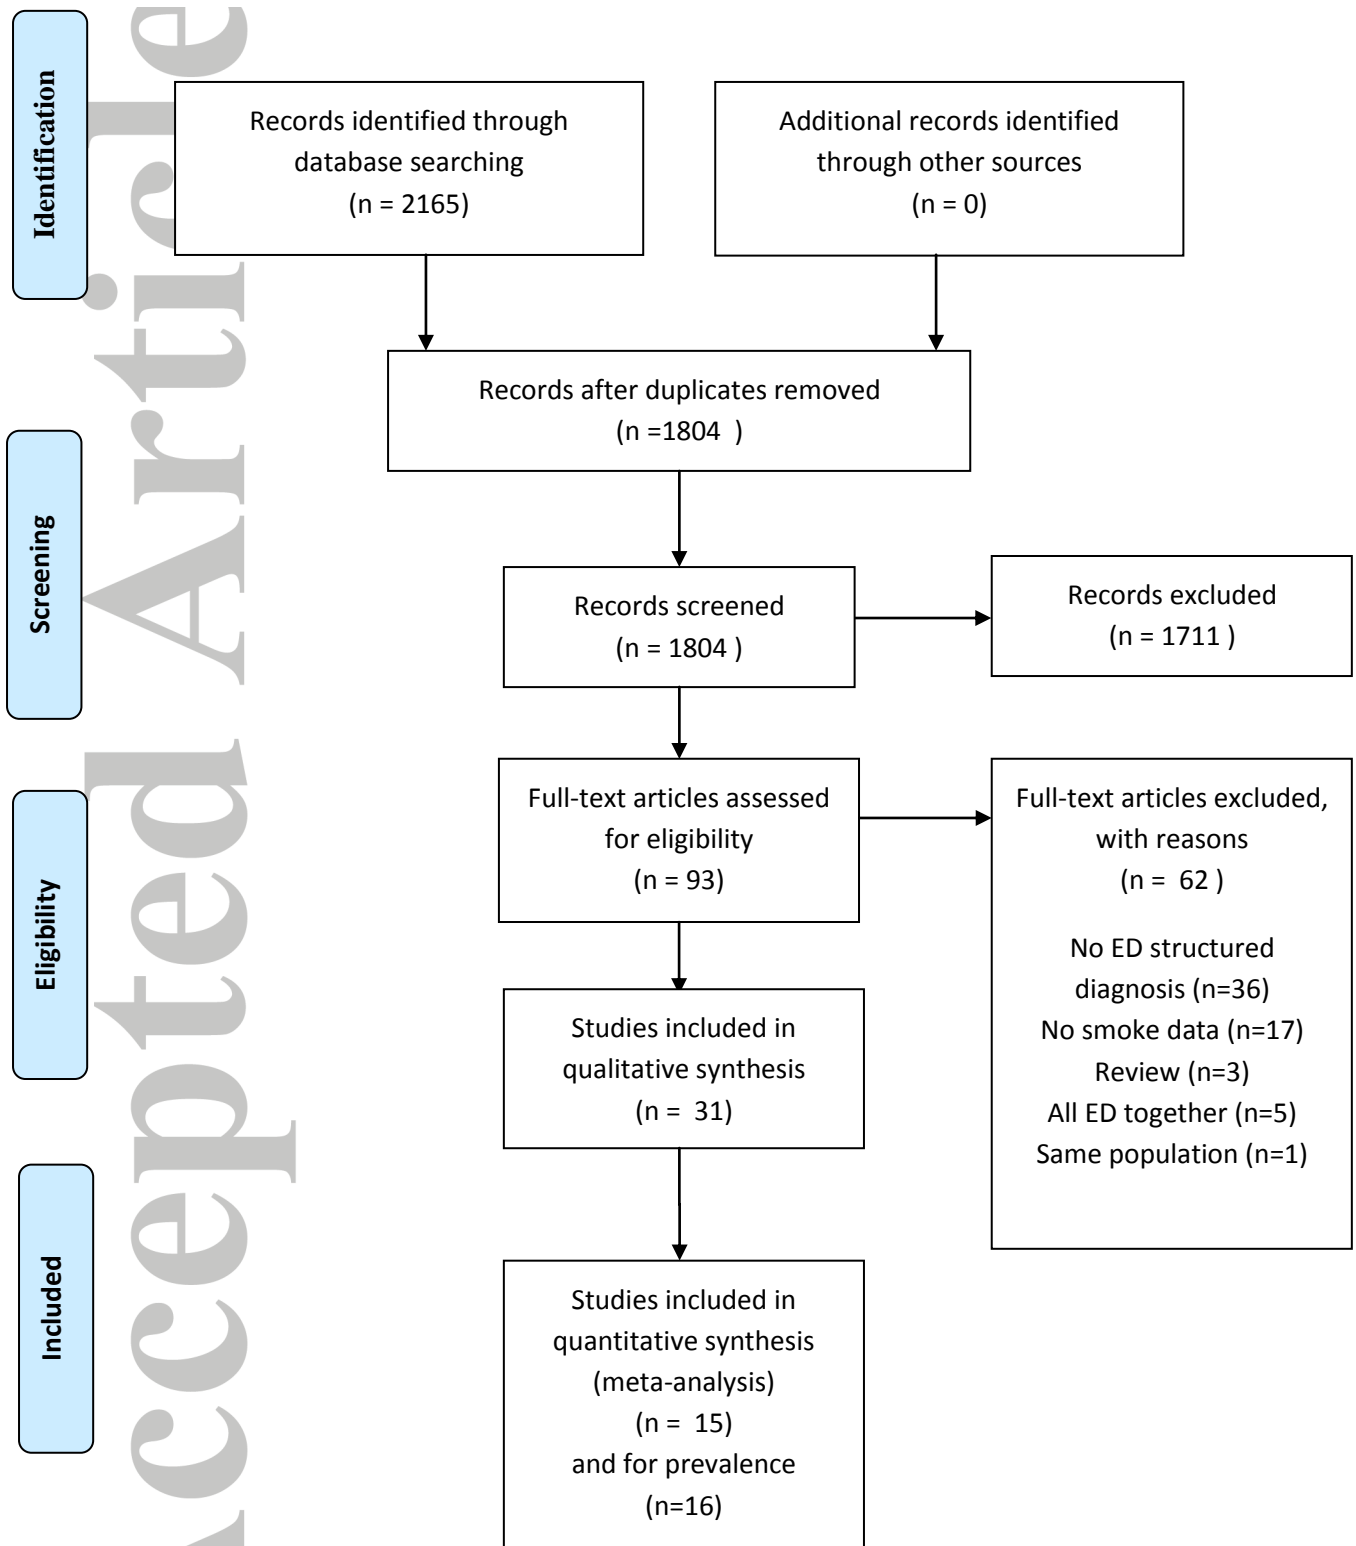 Identification
Records identified through
database searching
(n = 2165)
Additional records identified
through other sources
(n = 0)
Records after duplicates removed
(n =1804 )
Screening
Records screened
(n = 1804 )
Records excluded
(n = 1711 )
Eligibility
Full-text articles assessed
for eligibility
(n = 93)
Full-text articles excluded,
with reasons
(n = 62 )
No ED structured
diagnosis (n=36)
No smoke data (n=17)
Review (n=3)
All ED together (n=5)
Same population (n=1)
Studies included in
qualitative synthesis
(n = 31)
Included
Studies included in
quantitative synthesis
(meta-analysis)
(n = 15)
and for prevalence
(n=16)
Accepted Article